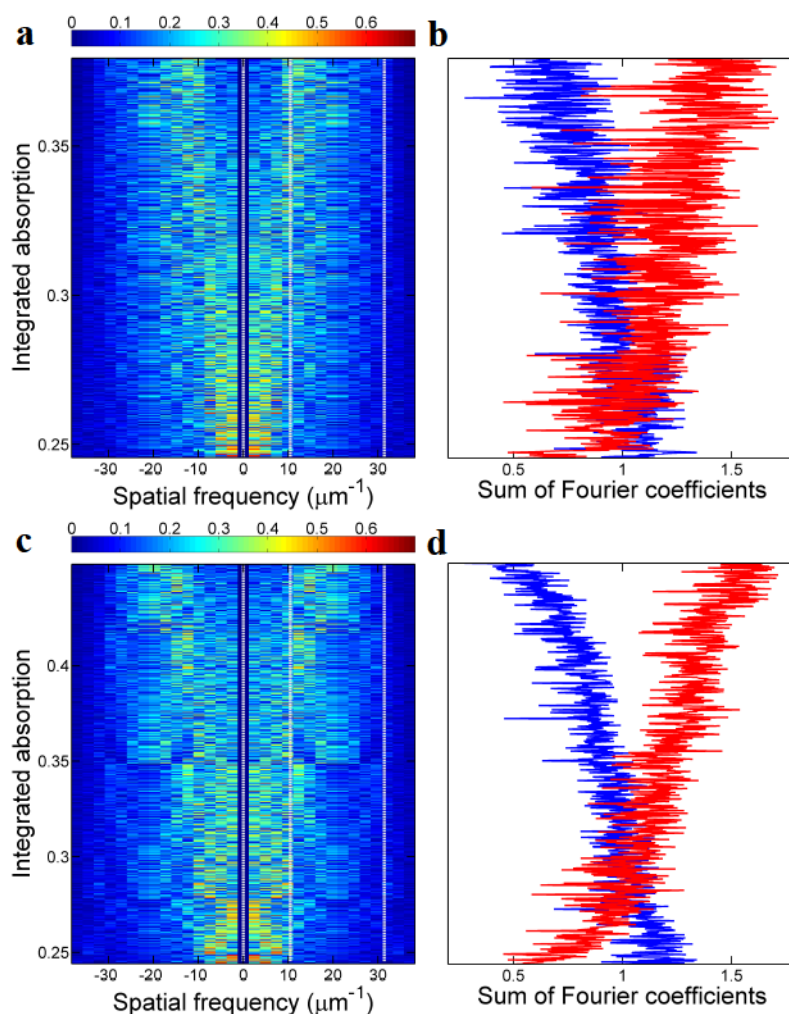 a
b
0 0.1 0.2 0.3 0.4 0.5 0.6
Integrated absorption
0.35
0.3
0.25
-30 -20 -10 0 10 20 30
Spatial frequency (μm⁻¹)
0.5 1 1.5
Sum of Fourier coefficients
c
d
0 0.1 0.2 0.3 0.4 0.5 0.6
Integrated absorption
0.4
0.35
0.3
0.25
-30 -20 -10 0 10 20 30
Spatial frequency (μm⁻¹)
0.5 1 1.5
Sum of Fourier coefficients